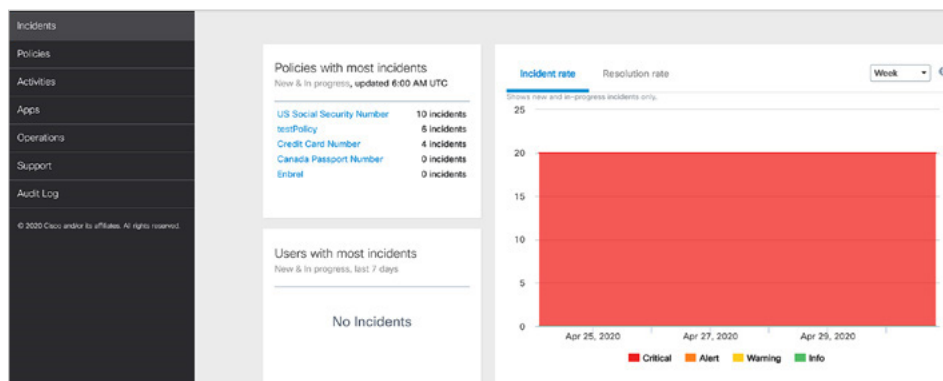 Incidents
Policies
Activities
Apps
Operations
Support
Audit Log
© 2020 Cisco and/or its affiliates. All rights reserved.
Policies with most incidents
New & In progress, updated 6:00 AM UTC
US Social Security Number 10 incidents
testPolicy 6 incidents
Credit Card Number 4 incidents
Canada Passport Number 0 incidents
Enbrel 0 incidents
Users with most incidents
New & In progress, last 7 days
No Incidents
Incident rate Resolution rate Week
Shows new and in-progress incidents only.
25
20
15
10
5
0
Apr 25, 2020 Apr 27, 2020 Apr 29, 2020
Critical Alert Warning Info